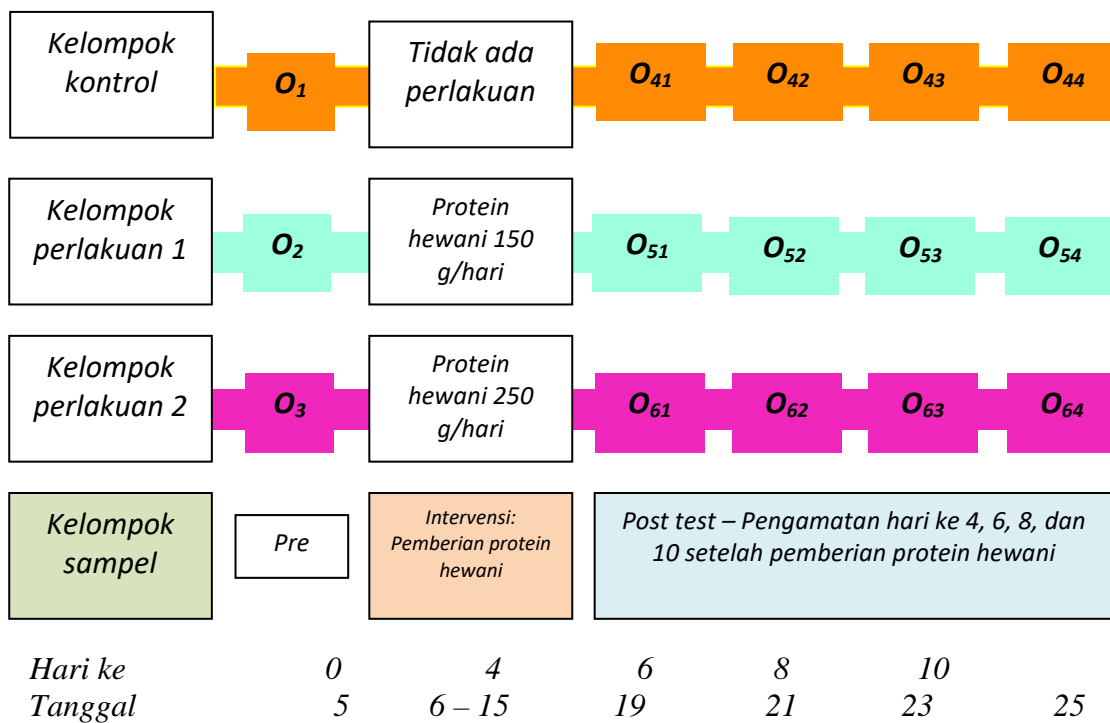 Kelompok
kontrol
O1
Tidak ada
perlakuan
O41
O42
O43
O44
Kelompok
perlakuan 1
O2
Protein
hewani 150
g/hari
O51
O52
O53
O54
Kelompok
perlakuan 2
O3
Protein
hewani 250
g/hari
O61
O62
O63
O64
Kelompok
sampel
Pre
Intervensi:
Pemberian protein
hewani
Post test – Pengamatan hari ke 4, 6, 8, dan
10 setelah pemberian protein hewani
Hari ke 0 4 6 8 10
Tanggal 5 6 – 15 19 21 23 25